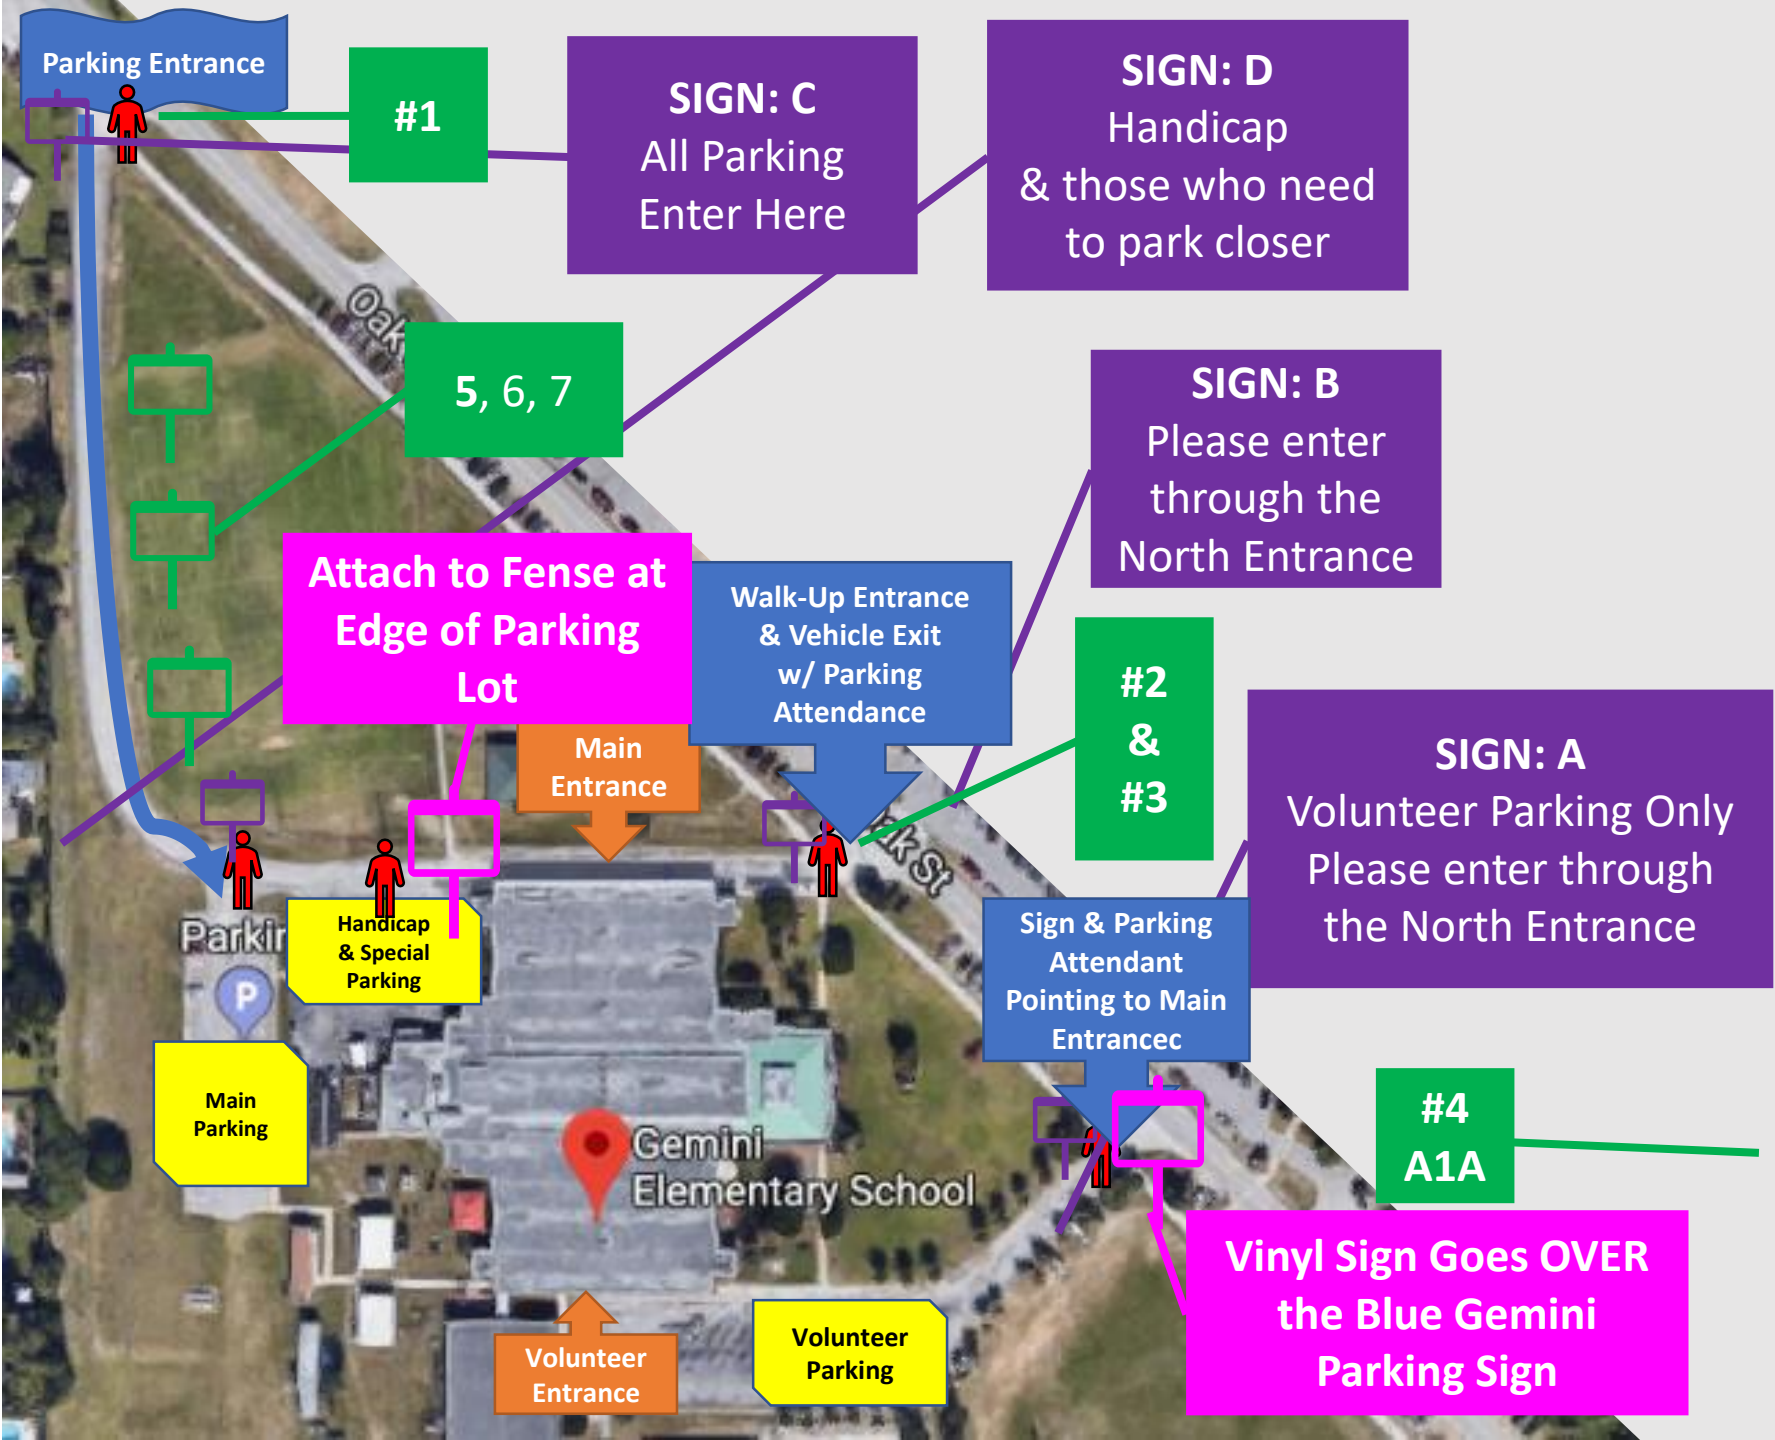 Parking Entrance
#1
SIGN: C
All Parking
Enter Here
SIGN: D
Handicap
& those who need
to park closer
Oak
5, 6, 7
SIGN: B
Please enter
through the
North Entrance
Attach to Fense at
Edge of Parking
Lot
Walk-Up Entrance
& Vehicle Exit
w/ Parking
Attendance
#2
&
#3
Main
Entrance
SIGN: A
Volunteer Parking Only
Please enter through
the North Entrance
St
Handicap
& Special
Parking
P
Sign & Parking
Attendant
Pointing to Main
Entrancec
Main
Parking
Gemini
Elementary School
#4
A1A
Vinyl Sign Goes OVER
the Blue Gemini
Parking Sign
Volunteer
Entrance
Volunteer
Parking